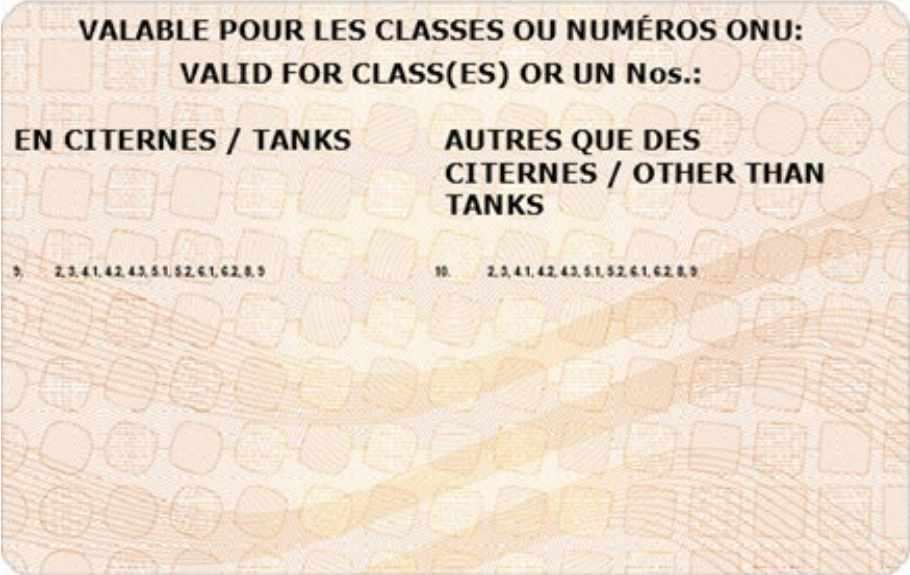 VALABLE POUR LES CLASSES OU NUMÉROS ONU:
VALID FOR CLASS(ES) OR UN Nos.:
EN CITERNES / TANKS
AUTRES QUE DES
CITERNES / OTHER THAN
TANKS
9. 2, 3, 4.1, 4.2, 4.3, 5.1, 5.2, 6.1, 6.2, 8, 9
10. 2, 3, 4.1, 4.2, 4.3, 5.1, 5.2, 6.1, 6.2, 8, 9